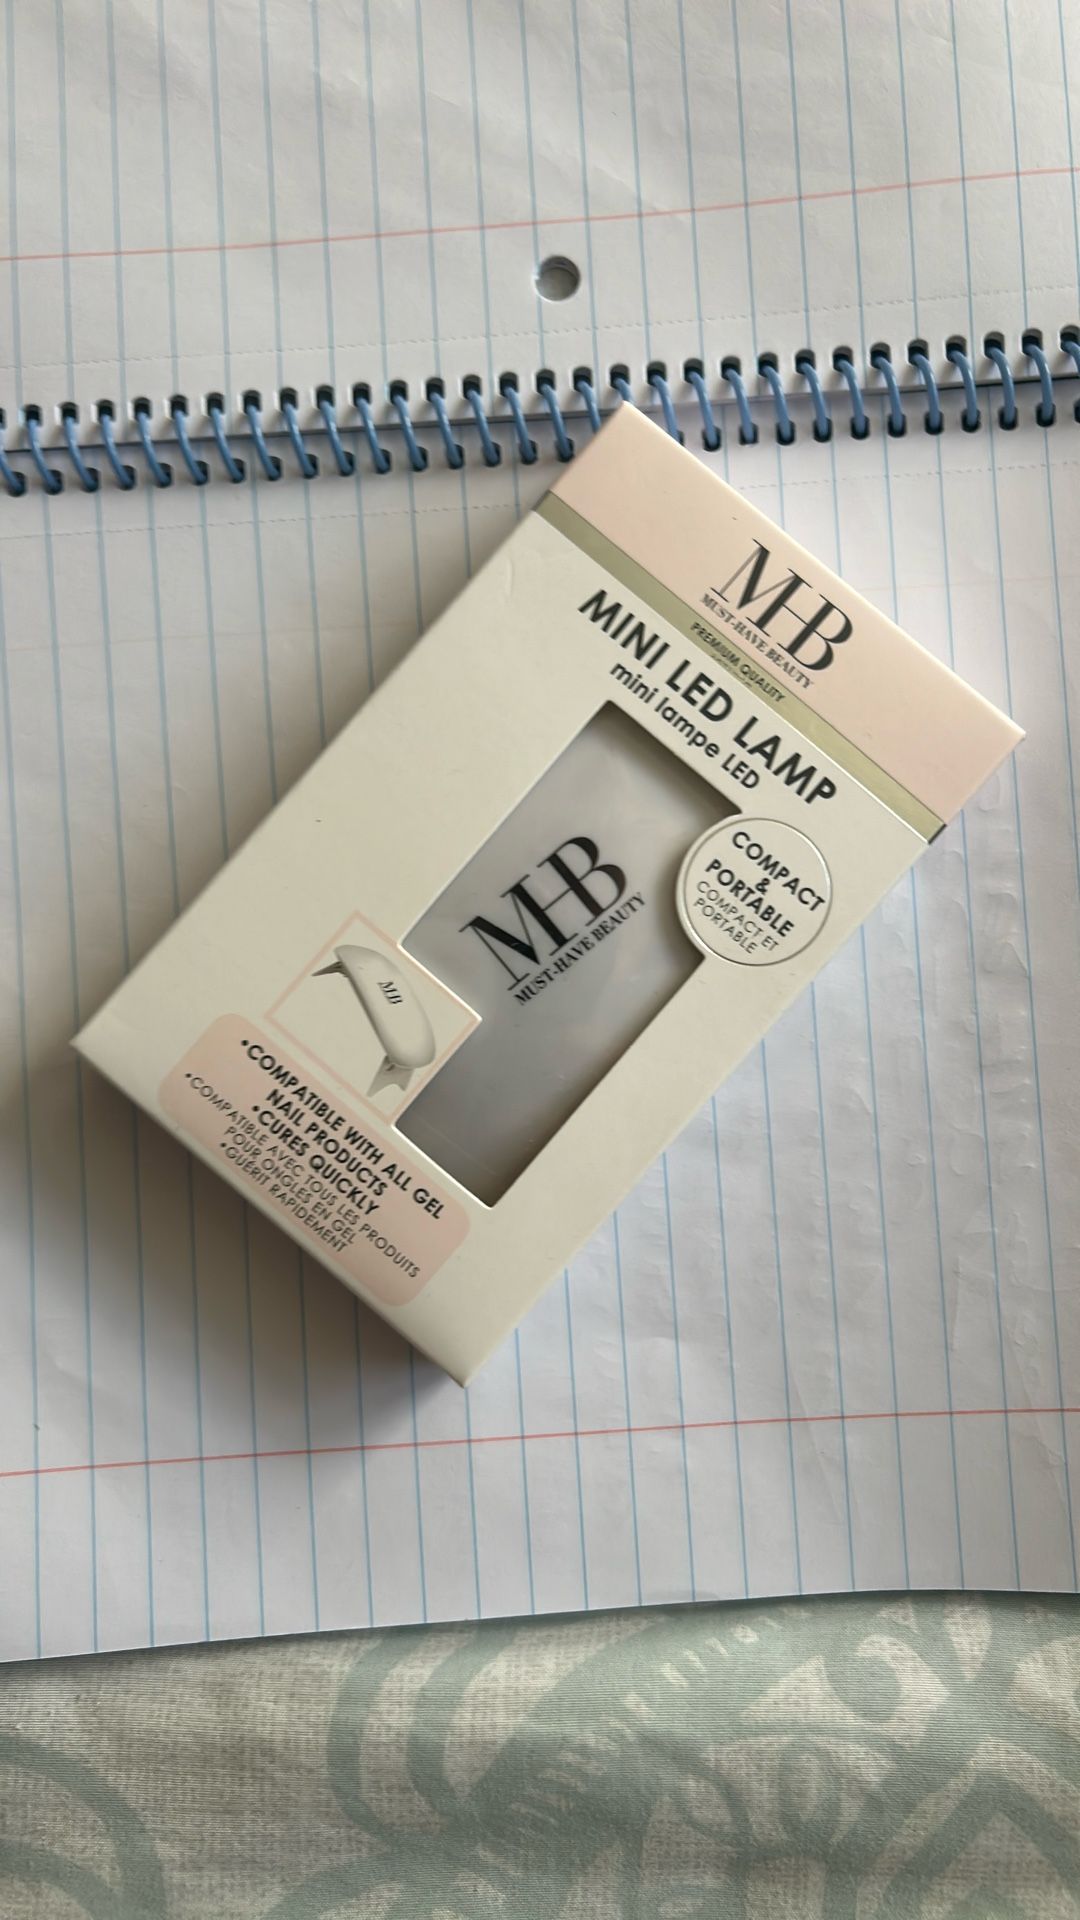 MHB
MUST-HAVE BEAUTY
PREMIUM QUALITY
MINI LED LAMP
mini lampe LED
COMPACT
&
PORTABLE
COMPACT ET
PORTABLE
MHB
MUST-HAVE BEAUTY
•COMPATIBLE WITH ALL GEL
NAIL PRODUCTS
•CURES QUICKLY
•COMPATIBLE AVEC TOUS LES PRODUITS
POUR ONGLES EN GEL
•GUÉRIT RAPIDEMENT